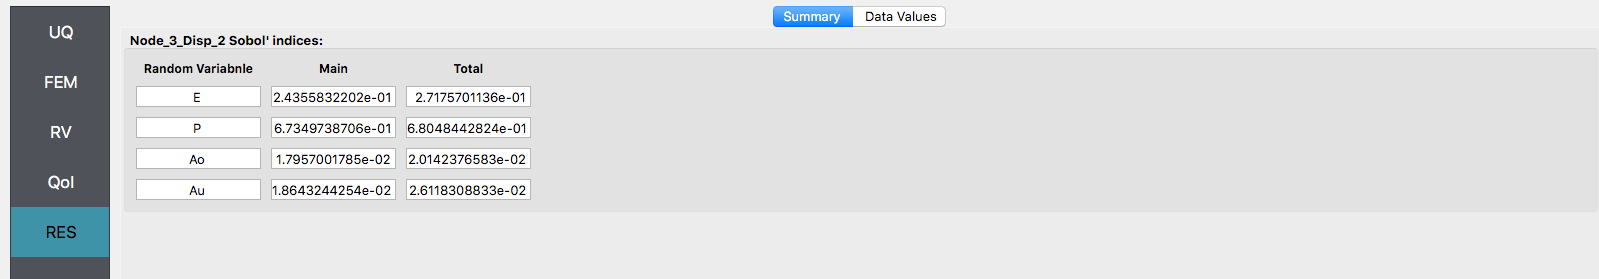 Summary Data Values
UQ
FEM
RV
QoI
RES
Node_3_Disp_2 Sobol' indices:
Random Variabnle Main Total
E 2.4355832202e-01 2.7175701136e-01
P 6.7349738706e-01 6.8048442824e-01
Ao 1.7957001785e-02 2.0142376583e-02
Au 1.8643244254e-02 2.6118308833e-02